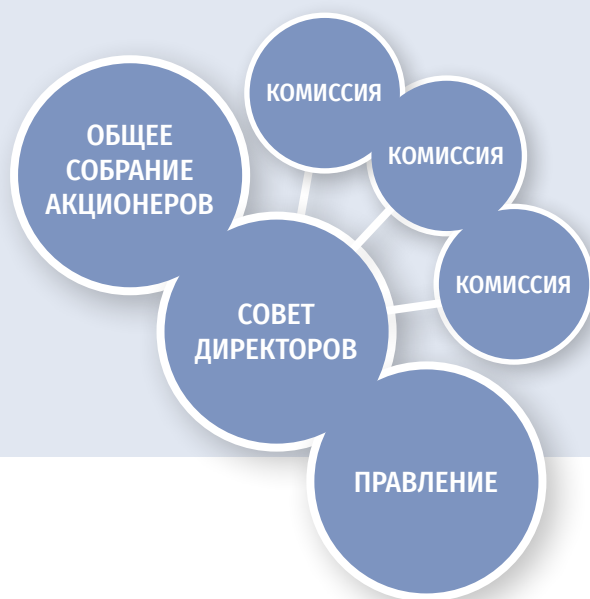 ОБЩЕЕ
СОБРАНИЕ
АКЦИОНЕРОВ
КОМИССИЯ
КОМИССИЯ
КОМИССИЯ
СОВЕТ
ДИРЕКТОРОВ
ПРАВЛЕНИЕ